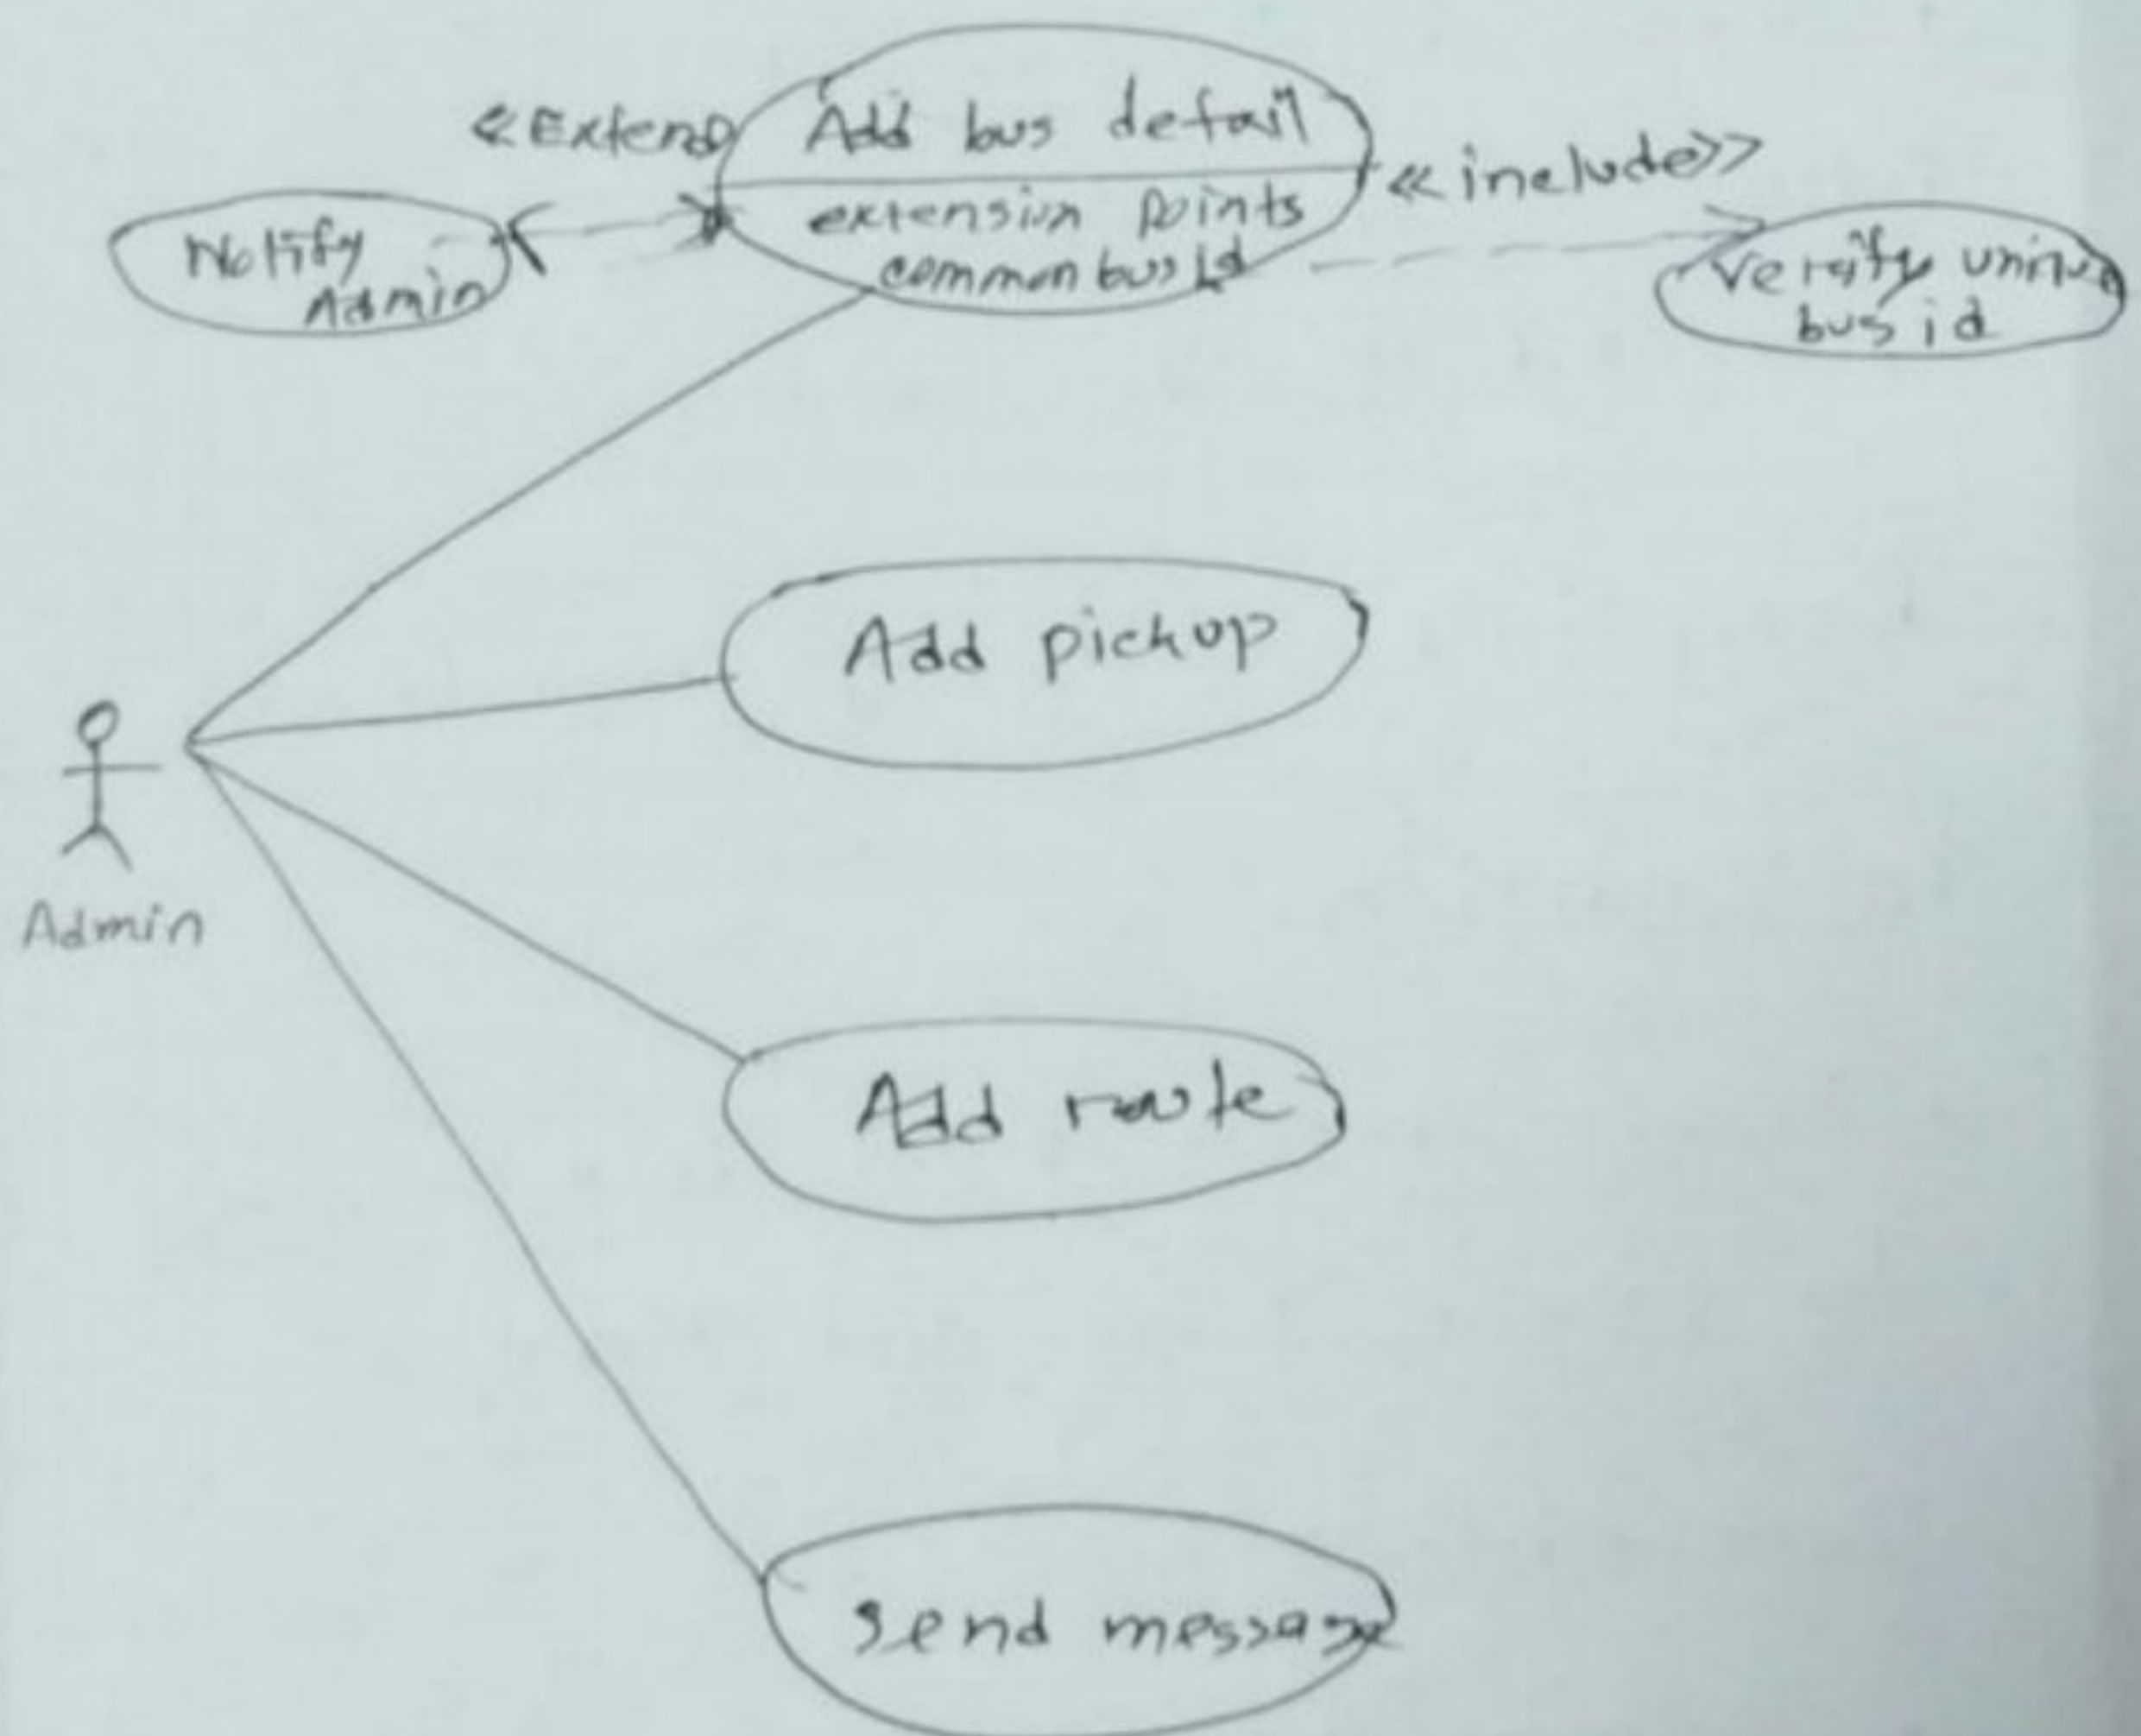 Add bus detail
<<Extend
<<include>>
extension points
common bus id
Notify
Admin
Verify
bus id
Add pickup
Admin
Add route
send message